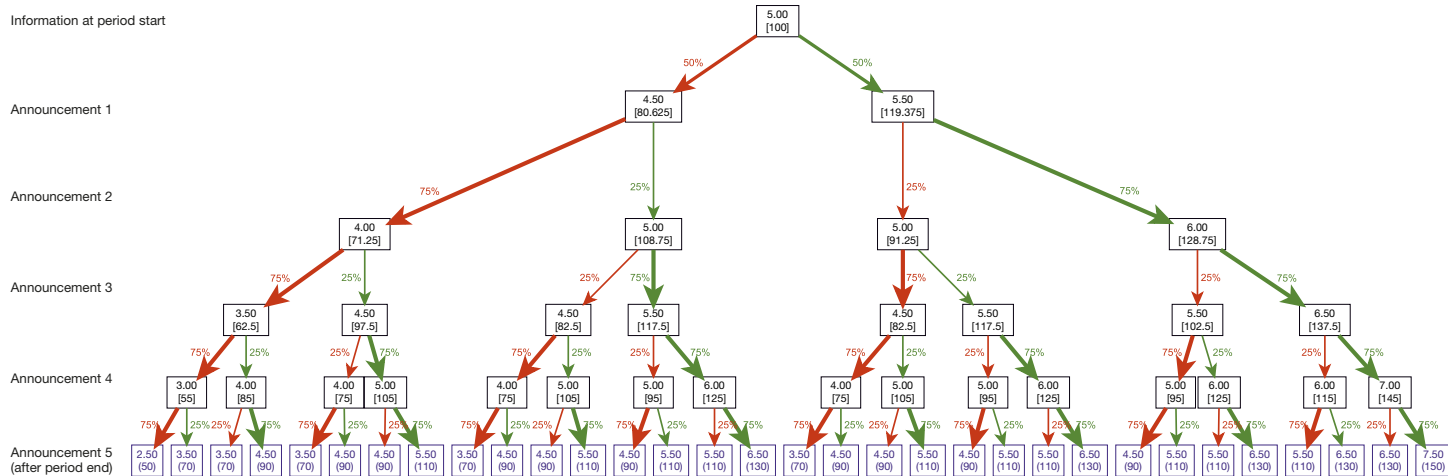 Information at period start
5.00
[100]
50% 50%
Announcement 1
4.50 5.50
[80.625] [119.375]
75% 25% 25% 75%
Announcement 2
4.00 5.00 5.00 6.00
[71.25] [108.75] [91.25] [128.75]
75% 25% 25% 75% 75% 25% 25% 75%
Announcement 3
3.50 4.50 4.50 5.50 4.50 5.50 5.50 6.50
[62.5] [97.5] [82.5] [117.5] [82.5] [117.5] [102.5] [137.5]
75% 25% 25% 75% 75% 25% 25% 75% 75% 25% 25% 75% 75% 25% 25% 75%
Announcement 4
3.00 4.00 4.00 5.00 4.00 5.00 5.00 6.00 4.00 5.00 5.00 6.00 5.00 6.00 6.00 7.00
[55] [85] [75] [105] [75] [105] [95] [125] [75] [105] [95] [125] [95] [125] [115] [145]
75% 25% 25% 75% 75% 25% 25% 75% 75% 25% 25% 75% 75% 25% 25% 75% 75% 25% 25% 75% 75% 25% 25% 75% 75% 25% 25% 75% 75% 25% 25% 75%
Announcement 5
2.50 3.50 3.50 4.50 3.50 4.50 4.50 5.50 3.50 4.50 4.50 5.50 4.50 5.50 5.50 6.50 3.50 4.50 4.50 5.50 4.50 5.50 5.50 6.50 4.50 5.50 5.50 6.50 5.50 6.50 6.50 7.50
(after period end)
(50) (70) (70) (90) (70) (90) (90) (110) (70) (90) (90) (110) (90) (110) (110) (130) (70) (90) (90) (110) (90) (110) (110) (130) (90) (110) (110) (130) (110) (130) (130) (150)